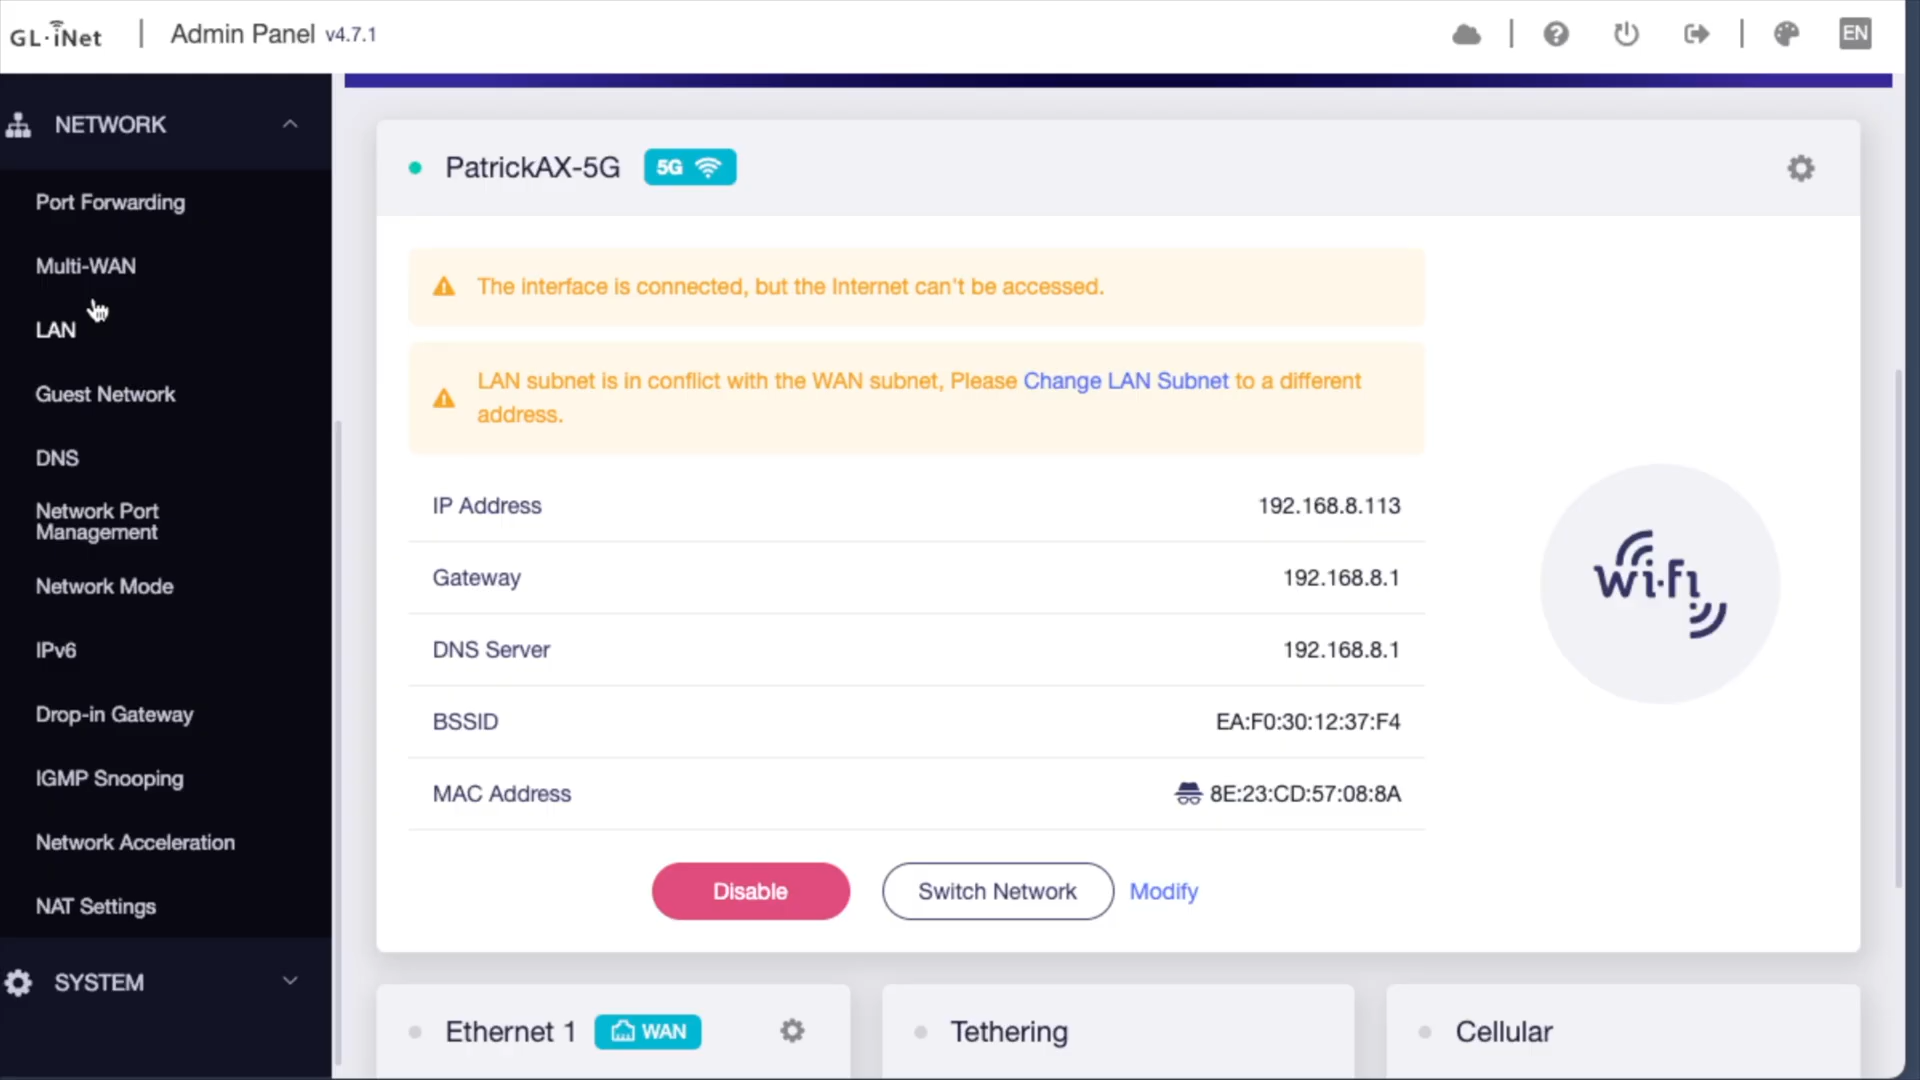 GL·iNet
Admin Panel v4.7.1
EN
NETWORK
Port Forwarding
Multi-WAN
LAN
Guest Network
DNS
Network Port
Management
Network Mode
IPv6
Drop-in Gateway
IGMP Snooping
Network Acceleration
NAT Settings
SYSTEM
PatrickAX-5G 5G
The interface is connected, but the Internet can't be accessed.
LAN subnet is in conflict with the WAN subnet, Please Change LAN Subnet to a different
address.
IP Address 192.168.8.113
Gateway 192.168.8.1
DNS Server 192.168.8.1
BSSID EA:F0:30:12:37:F4
MAC Address 8E:23:CD:57:08:8A
Wi·Fi
Disable Switch Network Modify
Ethernet 1 WAN
Tethering
Cellular